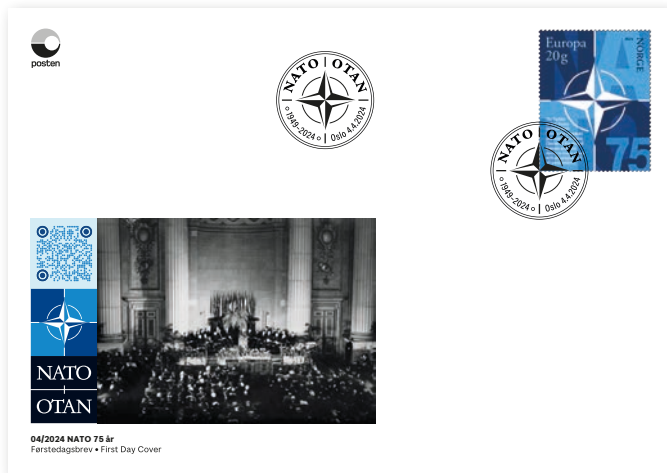 posten
NATO | OTAN
1949-2024 | Oslo 4.4.2024
Europa
20g
NORGE
75
NATO | OTAN
1949-2024 | Oslo 4.4.2024
NATO
OTAN
04/2024 NATO 75 år
Førstedagsbrev • First Day Cover